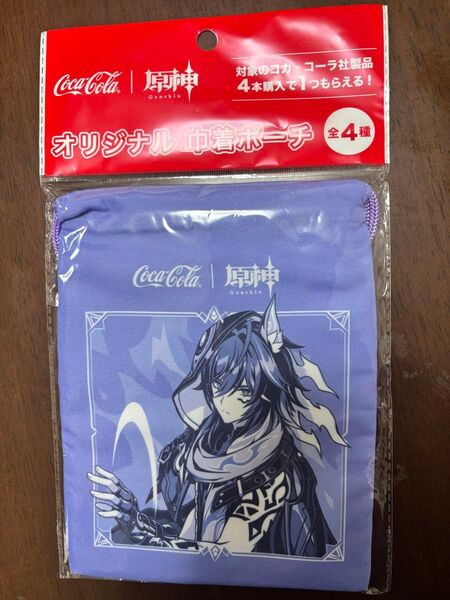 Coca-Cola | 原神
Genshin
対象のコカ・コーラ社製品
4本購入で1つもらえる！
オリジナル 巾着ポーチ
全4種
Coca-Cola | 原神
Genshin